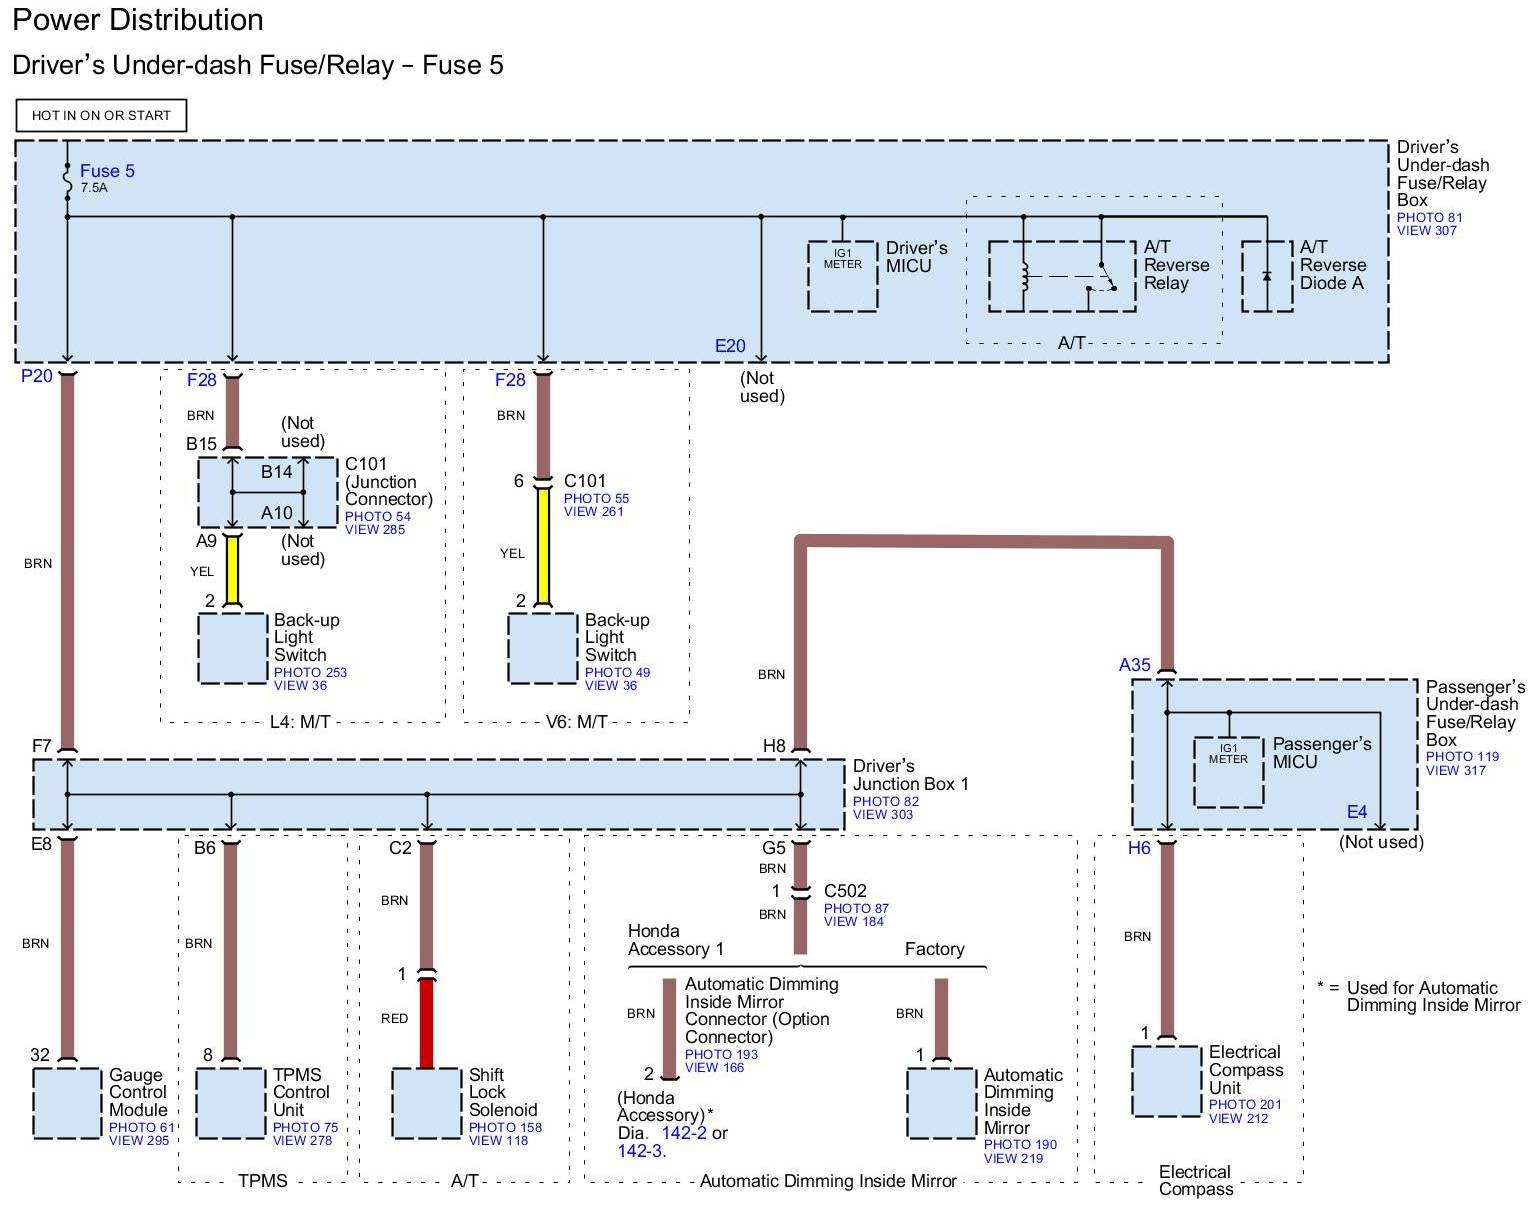 Power Distribution
Driver's Under-dash Fuse/Relay – Fuse 5
HOT IN ON OR START
Fuse 5
7.5A
Driver's
Under-dash
Fuse/Relay
Box
PHOTO 81
VIEW 307
IG1
METER
Driver's
MICU
A/T
Reverse
Relay
A/T
A/T
Reverse
Diode A
E20
(Not
used)
P20
F28
BRN
B15
(Not
used)
B14
A10
C101
(Junction
Connector)
PHOTO 54
VIEW 285
A9
(Not
used)
YEL
2
Back-up
Light
Switch
PHOTO 253
VIEW 36
L4: M/T
F28
BRN
6
C101
PHOTO 55
VIEW 261
YEL
2
Back-up
Light
Switch
PHOTO 49
VIEW 36
V6: M/T
BRN
BRN
A35
Passenger's
Under-dash
Fuse/Relay
Box
PHOTO 119
VIEW 317
IG1
METER
Passenger's
MICU
E4
(Not used)
F7
H8
Driver's
Junction Box 1
PHOTO 82
VIEW 303
E8
BRN
32
Gauge
Control
Module
PHOTO 61
VIEW 295
B6
BRN
8
TPMS
Control
Unit
PHOTO 75
VIEW 278
TPMS
C2
BRN
1
RED
Shift
Lock
Solenoid
PHOTO 158
VIEW 118
A/T
G5
BRN
1
C502
PHOTO 87
VIEW 184
BRN
Honda
Accessory 1
Factory
BRN
Automatic Dimming
Inside Mirror
Connector (Option
Connector)
PHOTO 193
VIEW 166
2
(Honda
Accessory)*
Dia. 142-2 or
142-3.
BRN
1
Automatic
Dimming
Inside
Mirror
PHOTO 190
VIEW 219
Automatic Dimming Inside Mirror
H6
BRN
1
Electrical
Compass
Unit
PHOTO 201
VIEW 212
Electrical
Compass
* = Used for Automatic
Dimming Inside Mirror